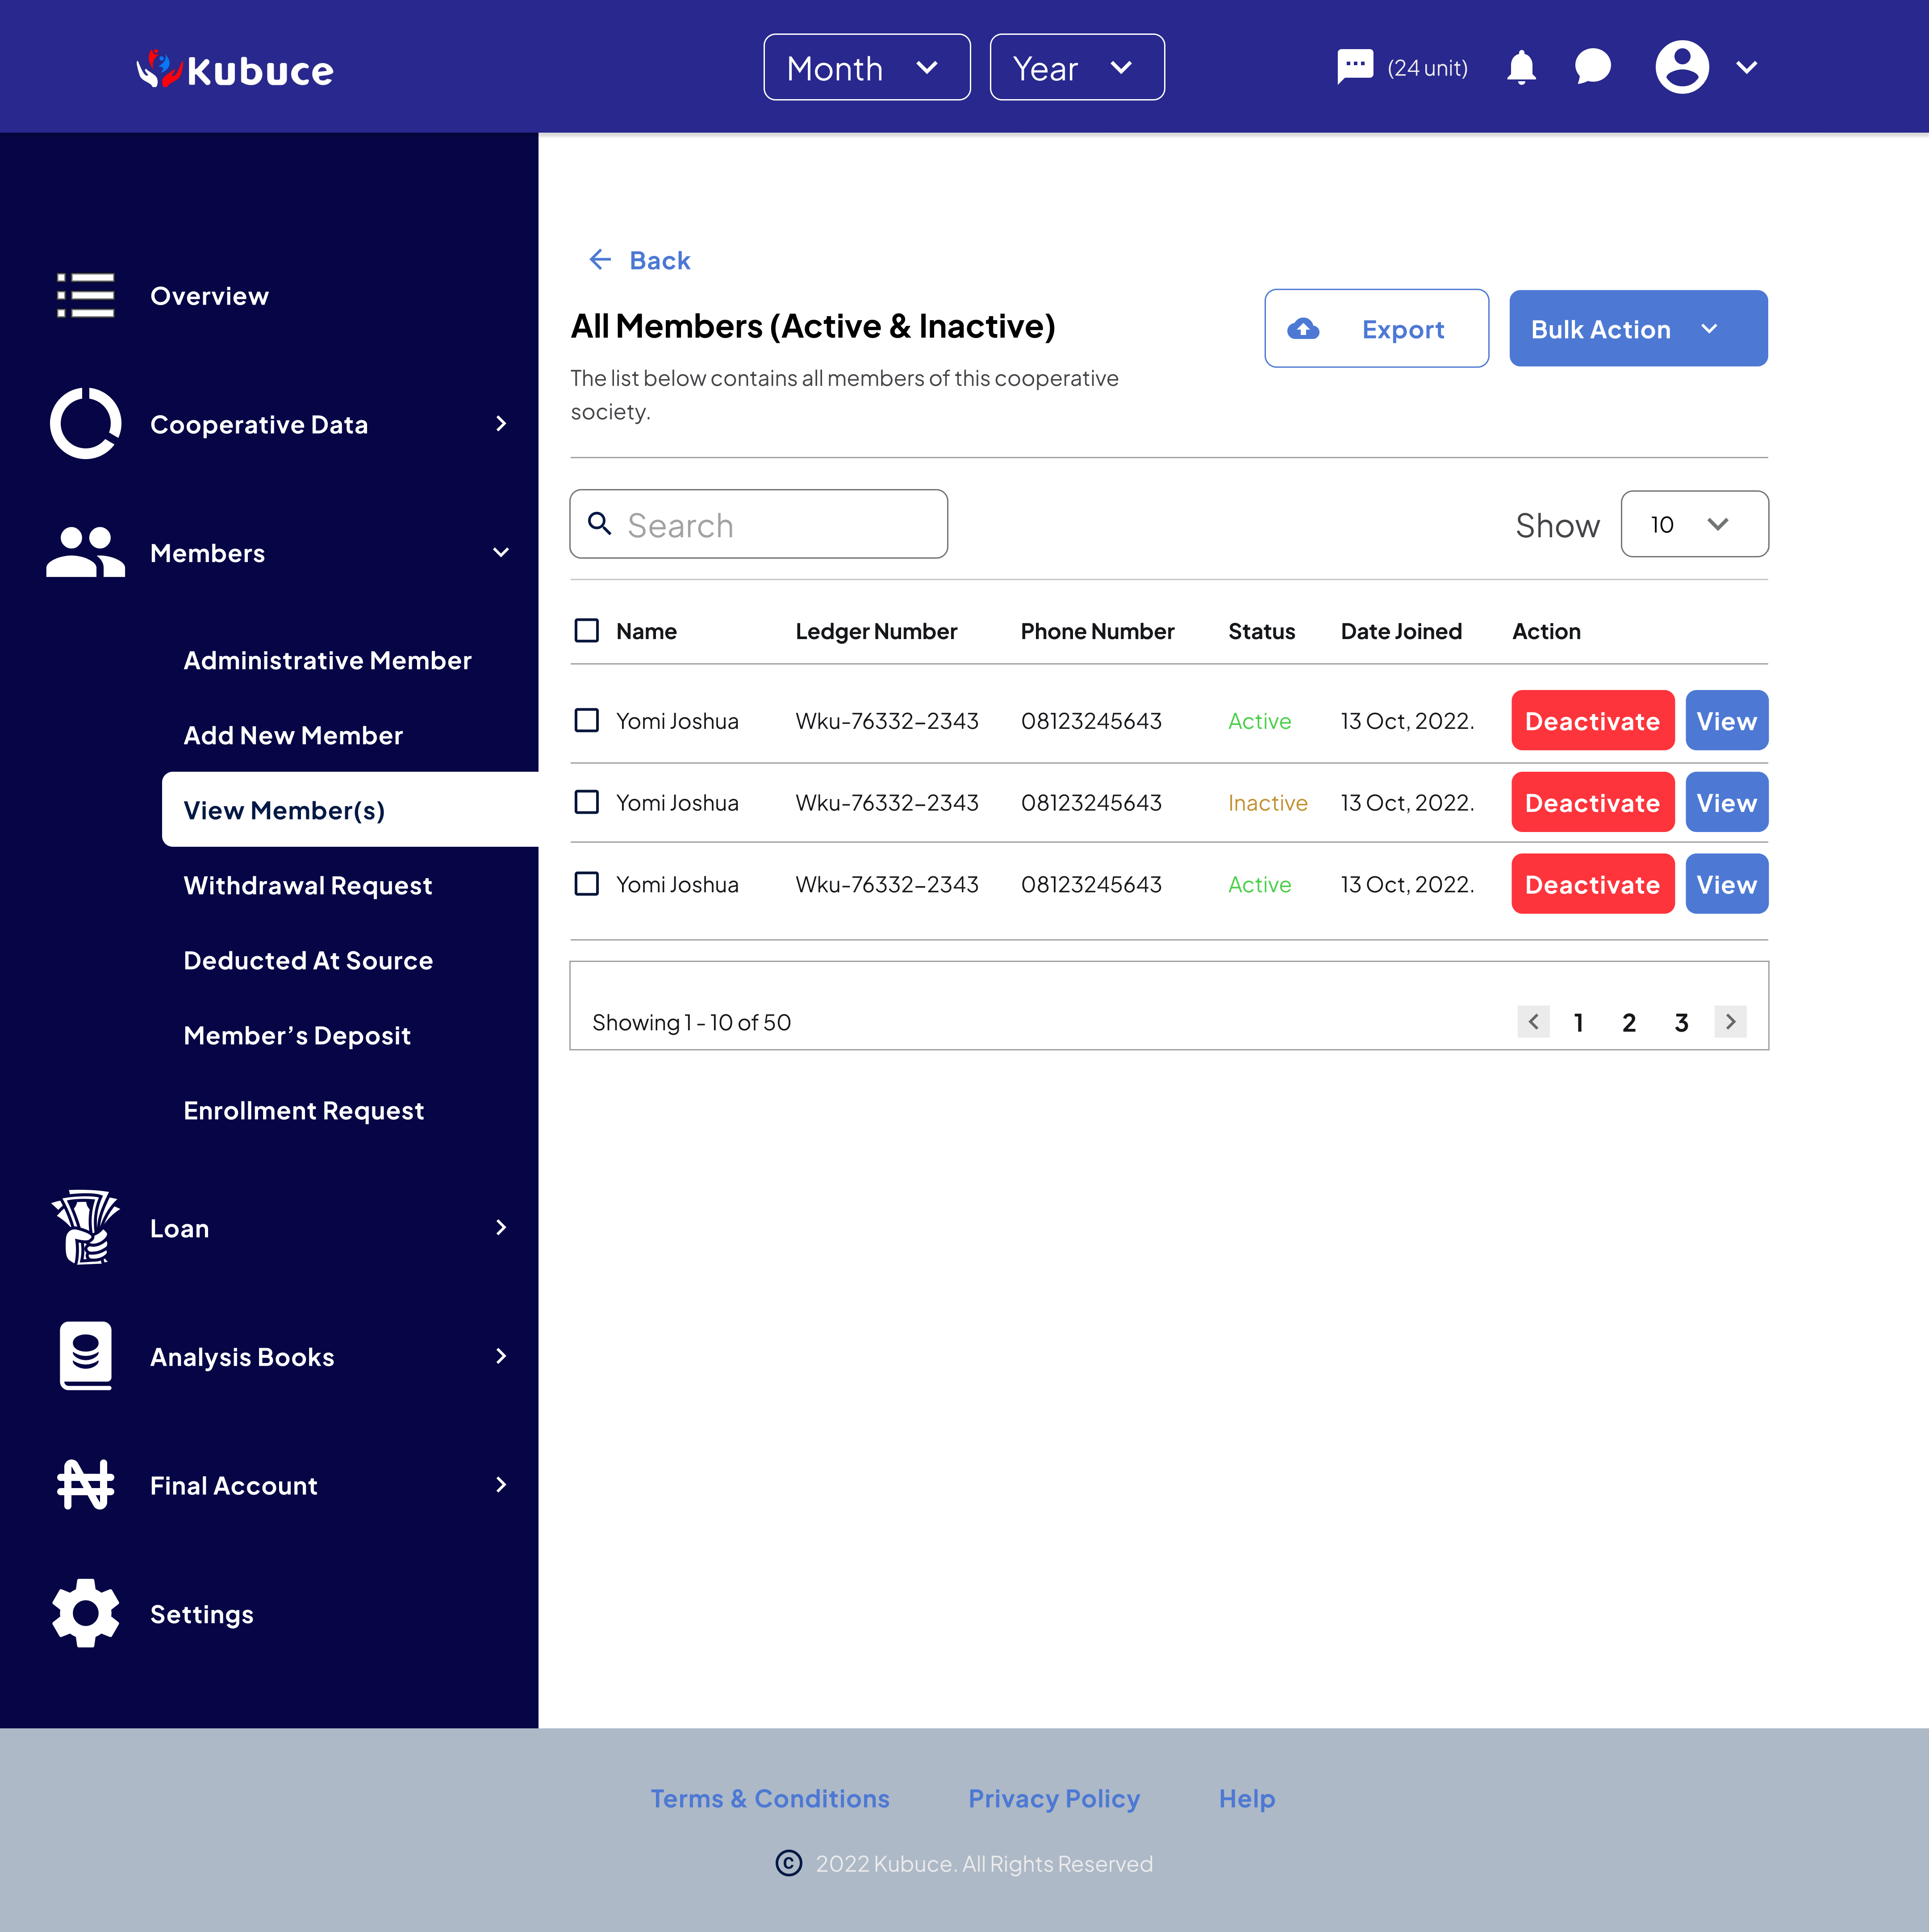 Kubuce
Month
Year
(24 unit)
Overview
Cooperative Data
Members
Administrative Member
Add New Member
View Member(s)
Withdrawal Request
Deducted At Source
Member’s Deposit
Enrollment Request
Loan
Analysis Books
Final Account
Settings
Back
All Members (Active & Inactive)
The list below contains all members of this cooperative
society.
Export
Bulk Action
Search
Show
10
Name Ledger Number Phone Number Status Date Joined Action
Yomi Joshua Wku-76332-2343 08123245643 Active 13 Oct, 2022. Deactivate View
Yomi Joshua Wku-76332-2343 08123245643 Inactive 13 Oct, 2022. Deactivate View
Yomi Joshua Wku-76332-2343 08123245643 Active 13 Oct, 2022. Deactivate View
Showing 1 - 10 of 50
1 2 3
Terms & Conditions Privacy Policy Help
© 2022 Kubuce. All Rights Reserved